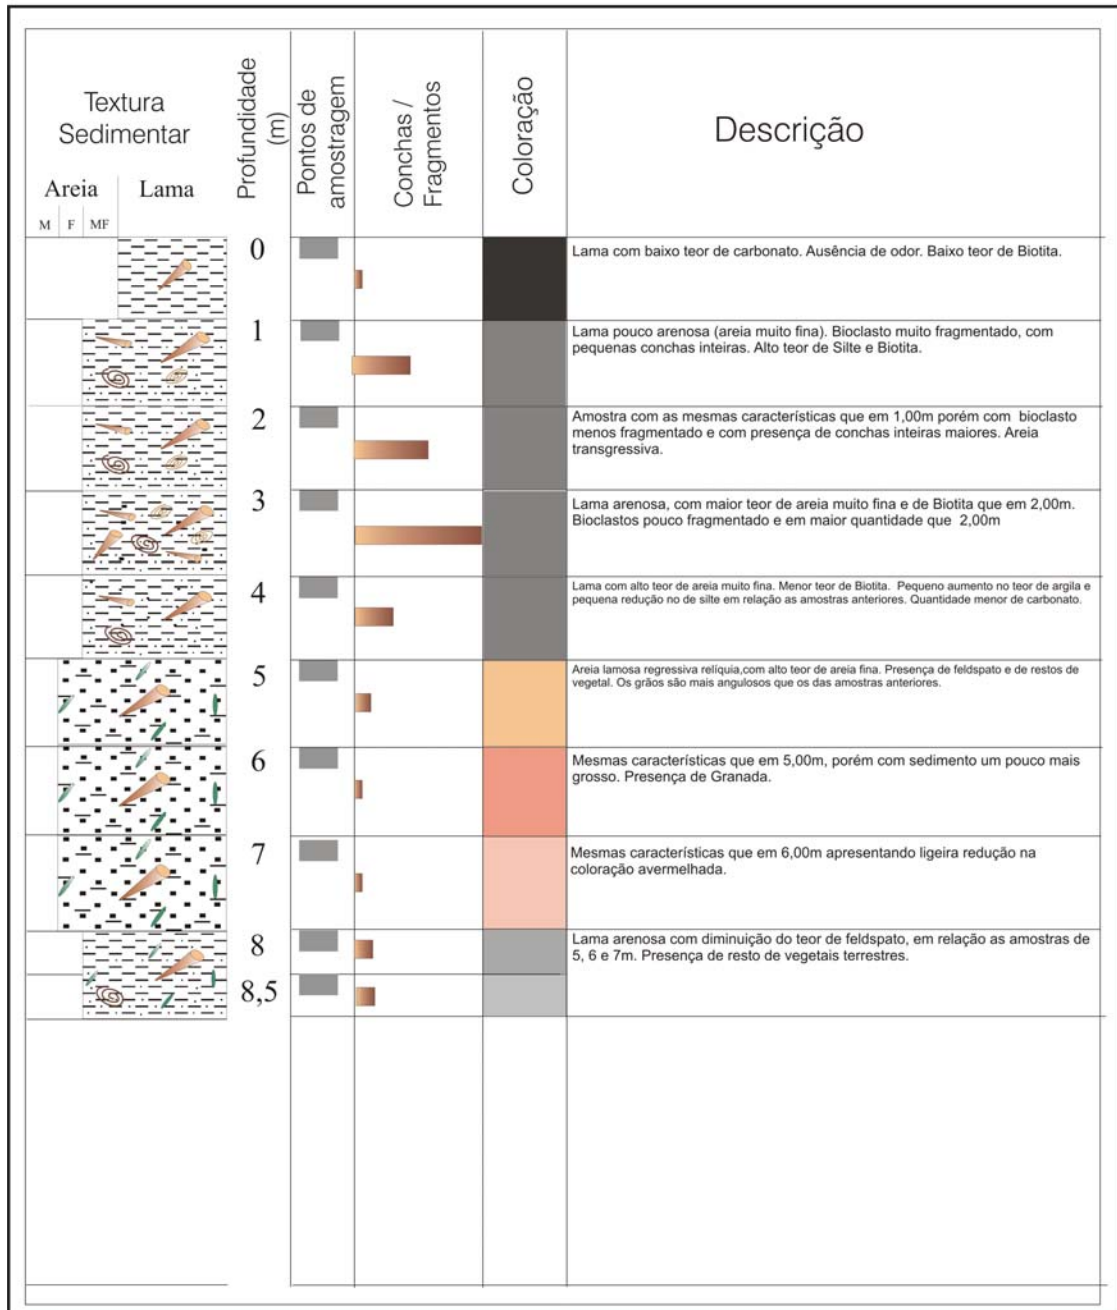 Textura
Sedimentar
Areia
Lama
M
F
MF
Profundidade
(m)
Pontos de
amostragem
Conchas /
Fragmentos
Coloração
Descrição
0
Lama com baixo teor de carbonato. Ausência de odor. Baixo teor de Biotita.
1
Lama pouco arenosa (areia muito fina). Bioclasto muito fragmentado, com
pequenas conchas inteiras. Alto teor de Silte e Biotita.
2
Amostra com as mesmas características que em 1,00m porém com bioclasto
menos fragmentado e com presença de conchas inteiras maiores. Areia
transgressiva.
3
Lama arenosa, com maior teor de areia muito fina e de Biotita que em 2,00m.
Bioclastos pouco fragmentado e em maior quantidade que 2,00m
4
Lama com alto teor de areia muito fina. Menor teor de Biotita. Pequeno aumento no teor de argila e
pequena redução no de silte em relação as amostras anteriores. Quantidade menor de carbonato.
5
Areia lamosa regressiva relíquia,com alto teor de areia fina. Presença de feldspato e de restos de
vegetal. Os grãos são mais angulosos que os das amostras anteriores.
6
Mesmas características que em 5,00m, porém com sedimento um pouco mais
grosso. Presença de Granada.
7
Mesmas características que em 6,00m apresentando ligeira redução na
coloração avermelhada.
8
Lama arenosa com diminuição do teor de feldspato, em relação as amostras de
5, 6 e 7m. Presença de resto de vegetais terrestres.
8,5